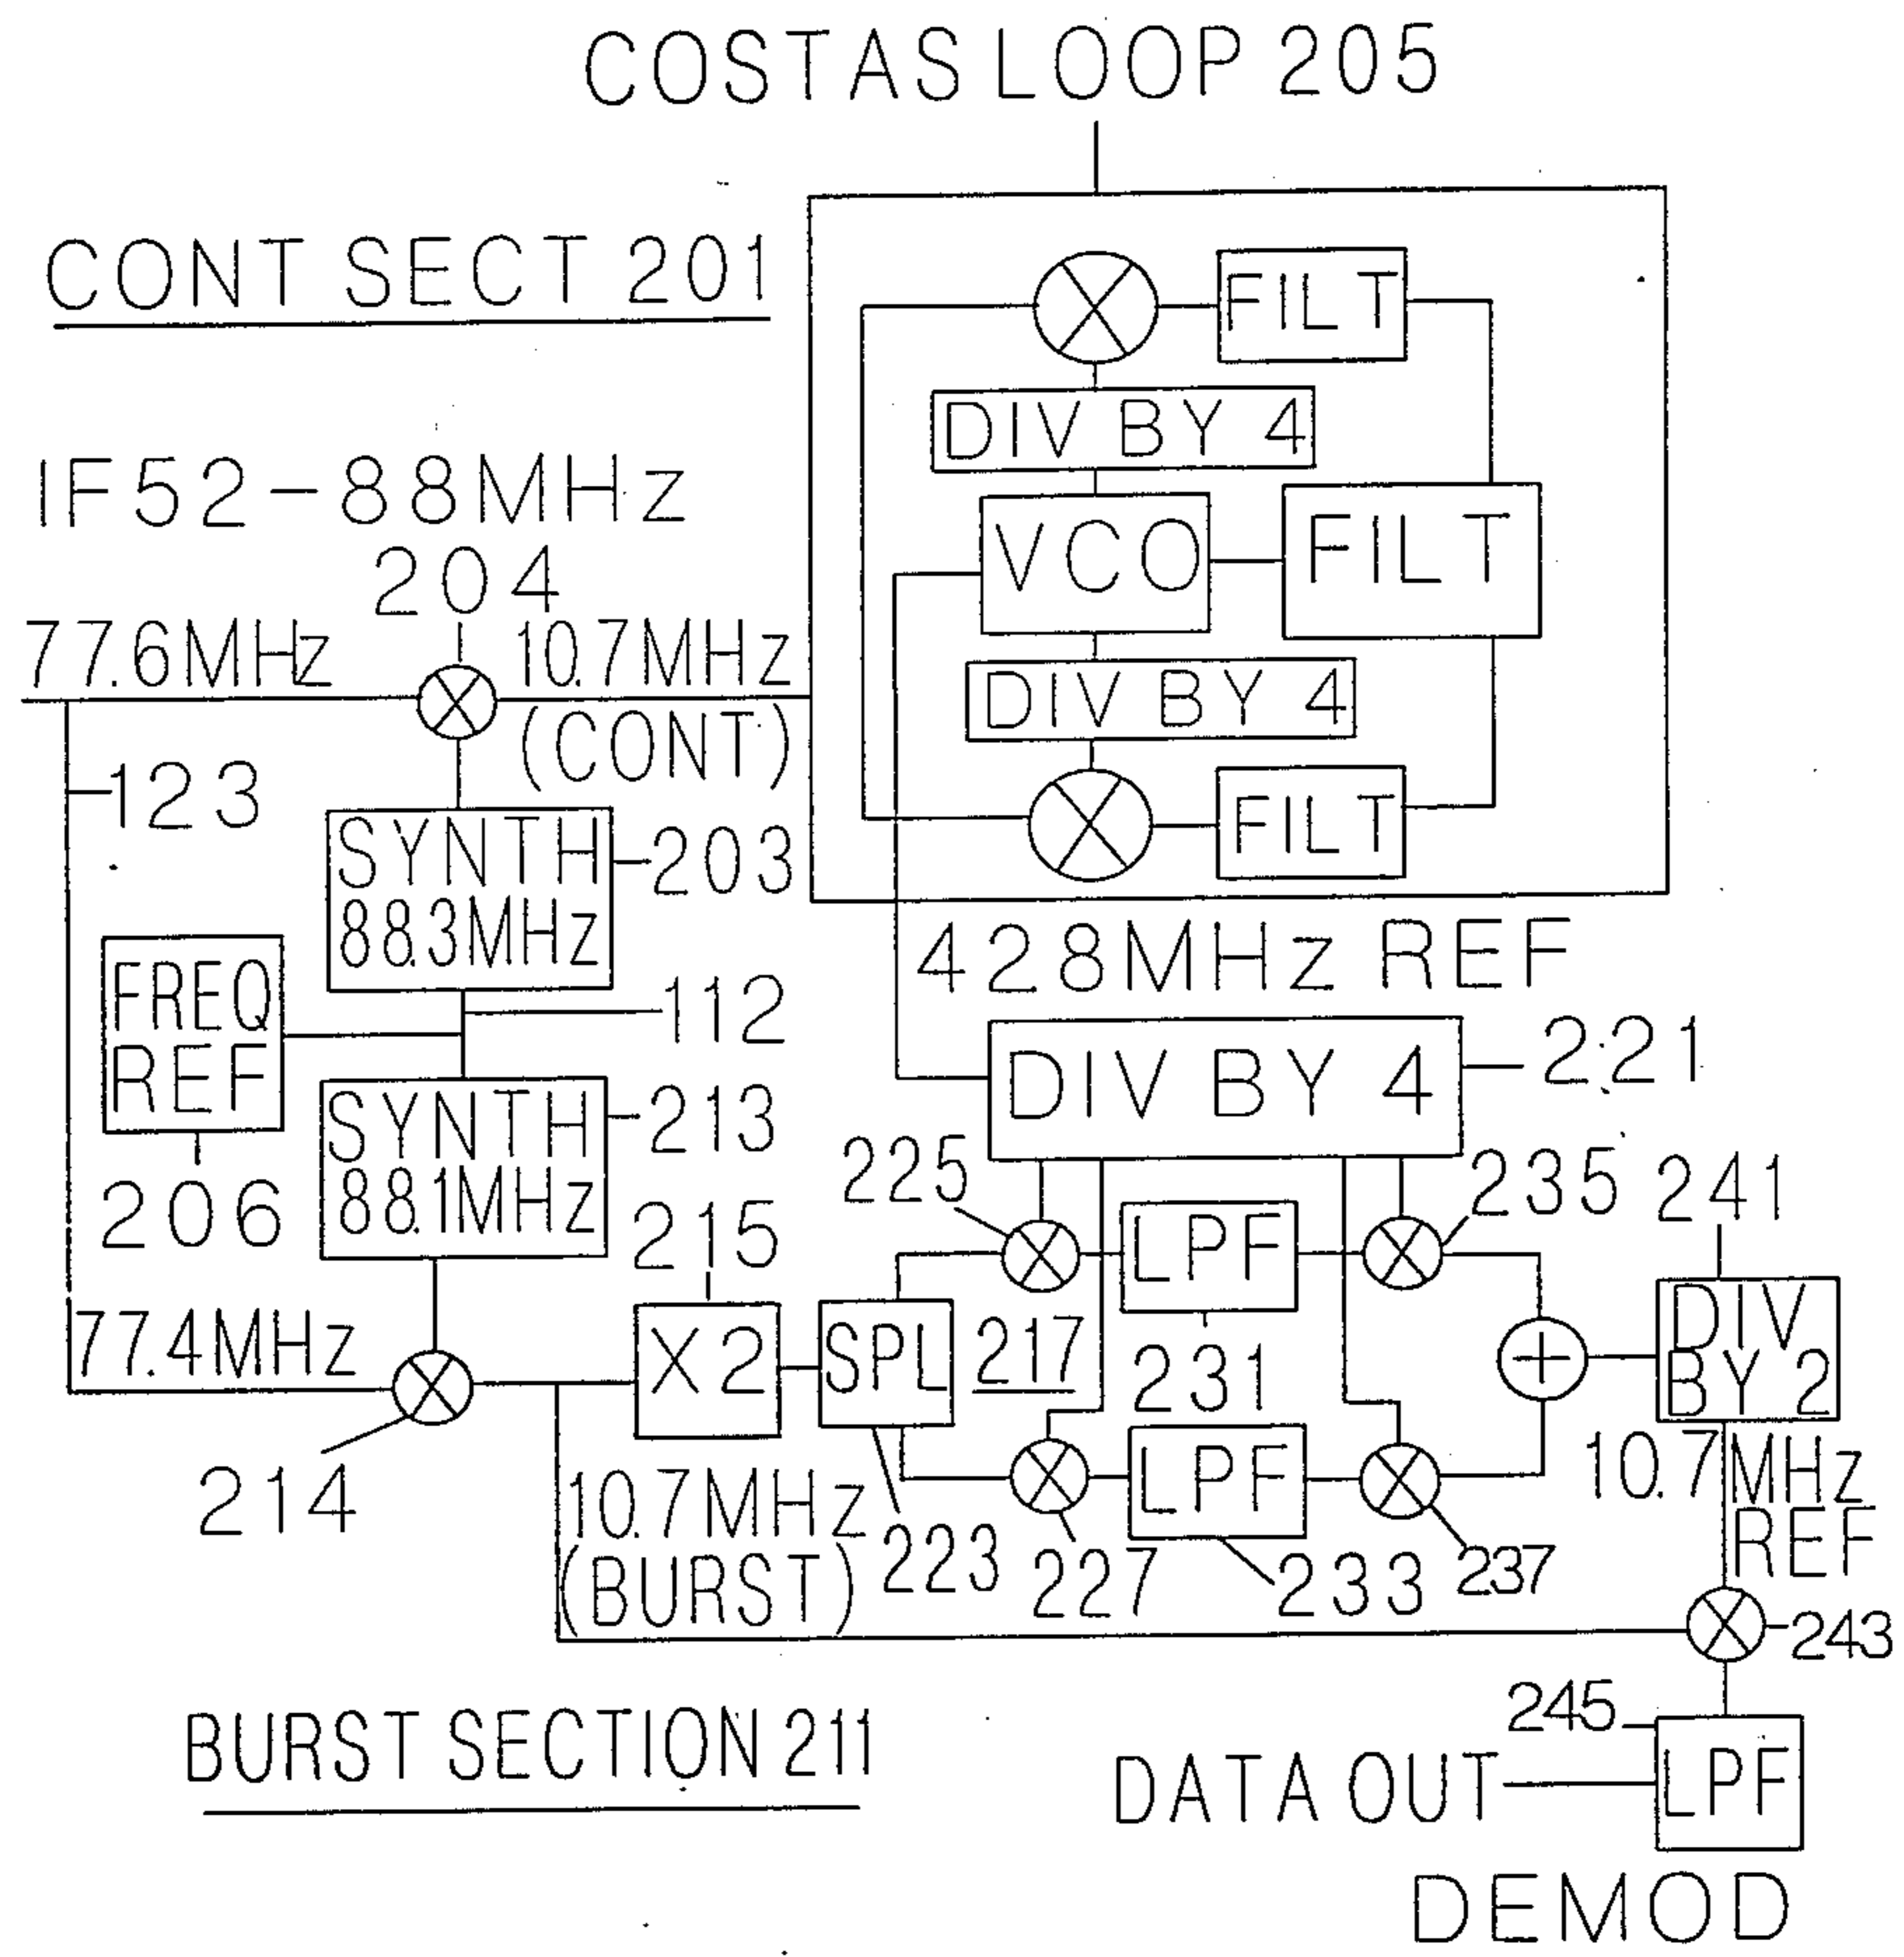 COSTAS LOOP 205
CONT SECT 201
FILT
DIV BY 4
IF 52-88MHz
VCO
FILT
204
77.6MHz
10.7MHz
(CONT)
DIV BY 4
123
FILT
SYNTH
88.3MHz
203
428MHz REF
FREQ
REF
112
DIV BY 4
221
SYNTH
88.1MHz
213
206
215
225
LPF
235
241
77.4MHz
X2
SPL
217
231
DIV
BY 2
214
10.7MHz
(BURST)
223
227
LPF
233
237
10.7MHz
REF
243
BURST SECTION 211
245
DATA OUT
LPF
DEMOD